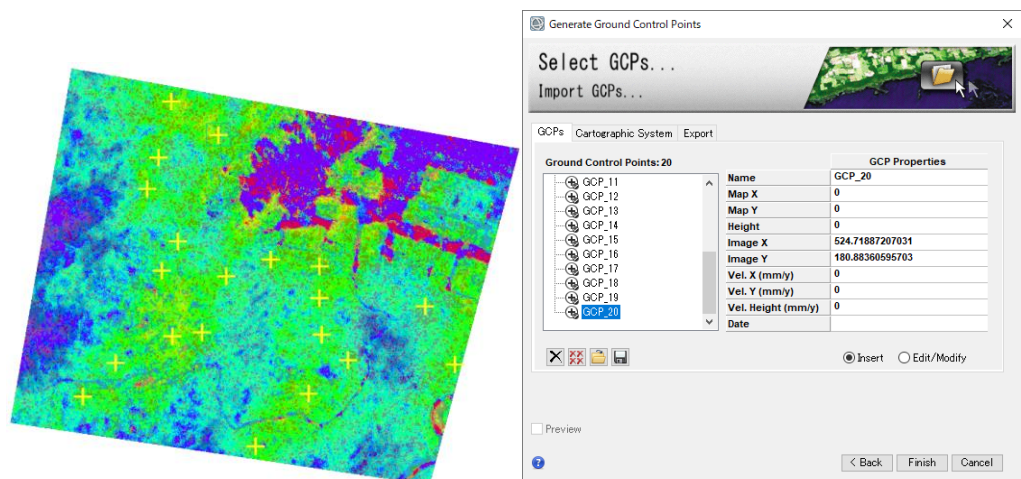 Generate Ground Control Points
Select GCPs...
Import GCPs...
GCPs Cartographic System Export
Ground Control Points: 20
GCP_11
GCP_12
GCP_13
GCP_14
GCP_15
GCP_16
GCP_17
GCP_18
GCP_19
GCP_20
GCP Properties
Name GCP_20
Map X 0
Map Y 0
Height 0
Image X 524.71887207031
Image Y 180.88360595703
Vel. X (mm/y) 0
Vel. Y (mm/y) 0
Vel. Height (mm/y) 0
Date
Insert Edit/Modify
Preview
?
< Back Finish Cancel